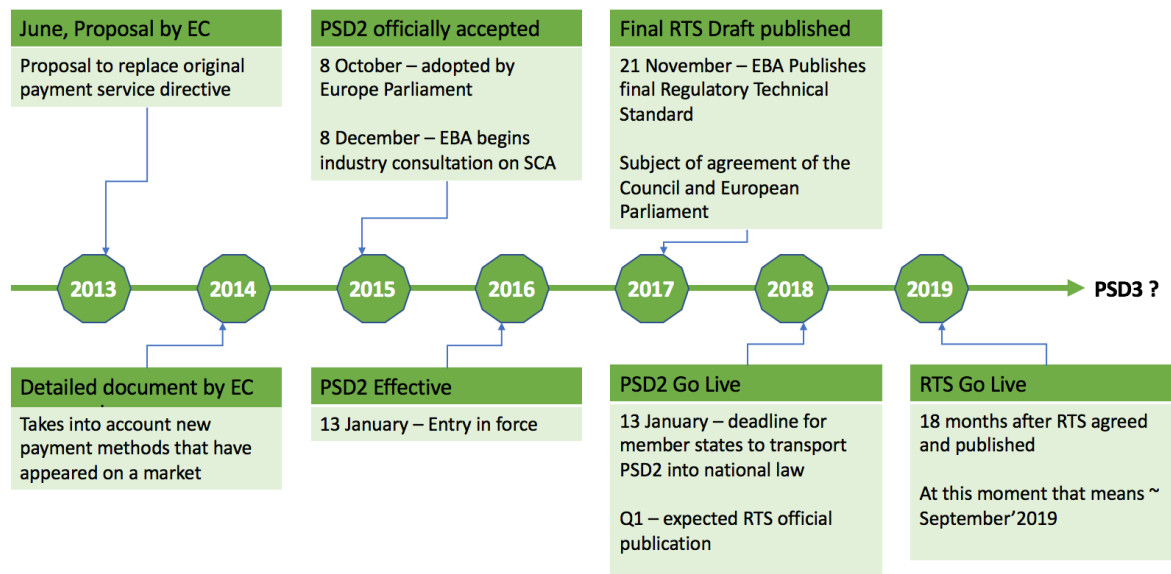 June, Proposal by EC
Proposal to replace original
payment service directive
PSD2 officially accepted
8 October – adopted by
Europe Parliament
8 December – EBA begins
industry consultation on SCA
Final RTS Draft published
21 November – EBA Publishes
final Regulatory Technical
Standard
Subject of agreement of the
Council and European
Parliament
2013
2014
2015
2016
2017
2018
2019
PSD3 ?
Detailed document by EC
Takes into account new
payment methods that have
appeared on a market
PSD2 Effective
13 January – Entry in force
PSD2 Go Live
13 January – deadline for
member states to transport
PSD2 into national law
Q1 – expected RTS official
publication
RTS Go Live
18 months after RTS agreed
and published
At this moment that means ~
September’2019